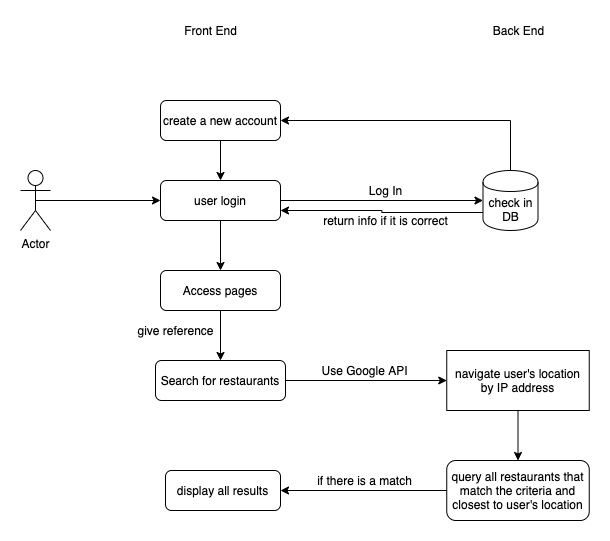 Front End
Back End
create a new account
user login
Log In
check in
DB
return info if it is correct
Actor
Access pages
give reference
Search for restaurants
Use Google API
navigate user's location
by IP address
display all results
if there is a match
query all restaurants that
match the criteria and
closest to user's location